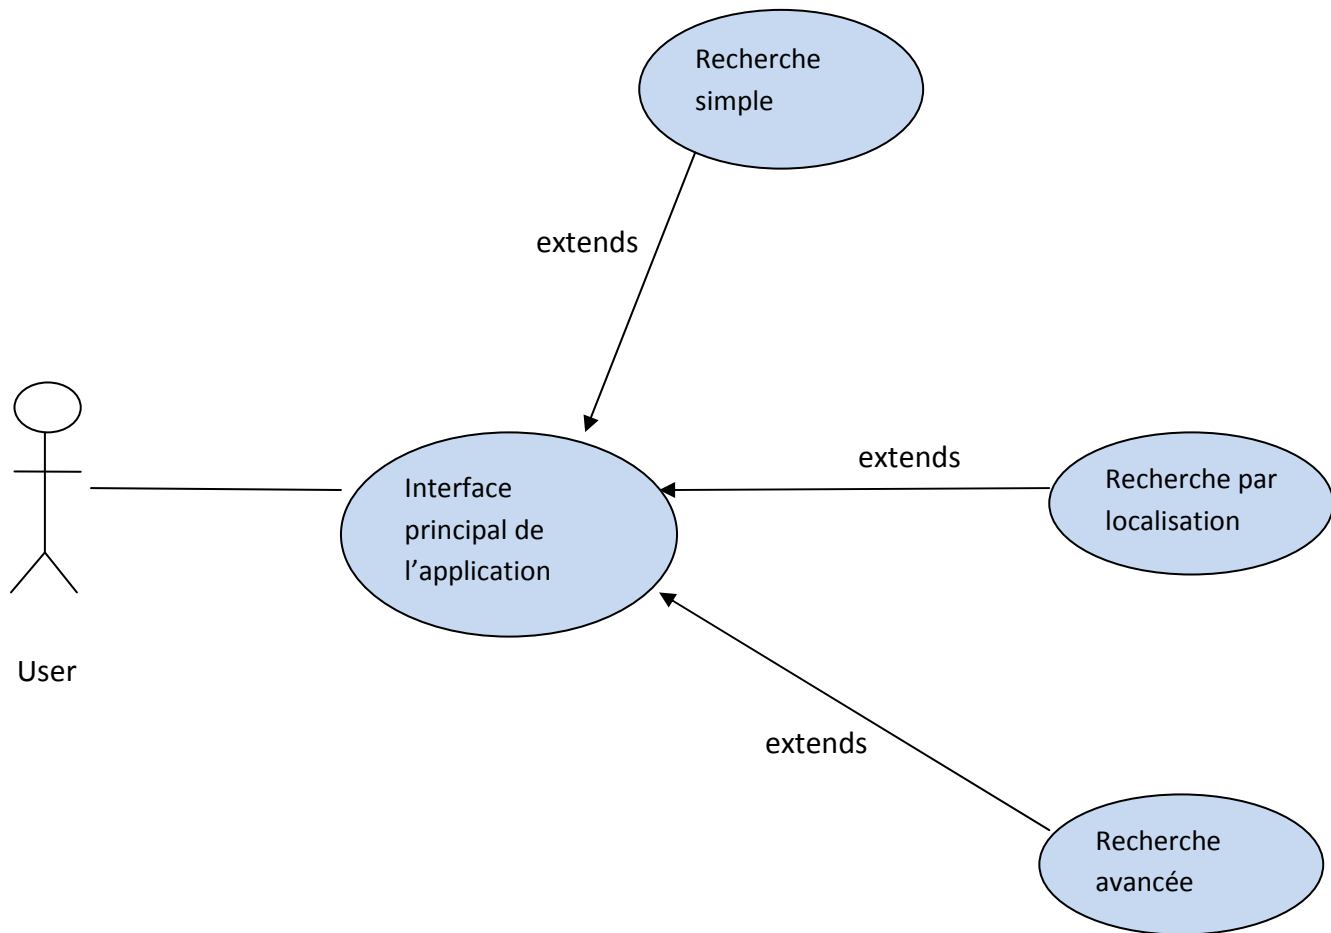 Recherche
simple
extends
extends
Recherche par
localisation
Interface
principal de
l’application
User
extends
Recherche
avancée